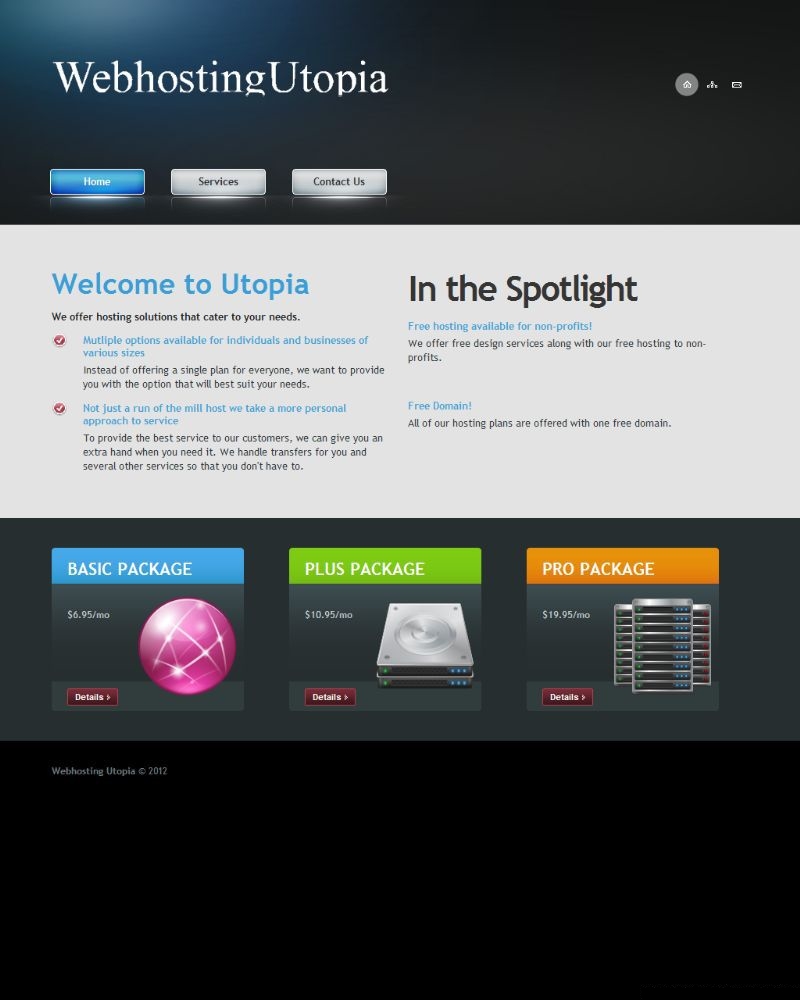 WebhostingUtopia
Home
Services
Contact Us
Welcome to Utopia
We offer hosting solutions that cater to your needs.
Mutliple options available for individuals and businesses of
various sizes
Instead of offering a single plan for everyone, we want to provide
you with the option that will best suit your needs.
Not just a run of the mill host we take a more personal
approach to service
To provide the best service to our customers, we can give you an
extra hand when you need it. We handle transfers for you and
several other services so that you don't have to.
In the Spotlight
Free hosting available for non-profits!
We offer free design services along with our free hosting to non-
profits.
Free Domain!
All of our hosting plans are offered with one free domain.
BASIC PACKAGE
$6.95/mo
Details
PLUS PACKAGE
$10.95/mo
Details
PRO PACKAGE
$19.95/mo
Details
Webhosting Utopia © 2012